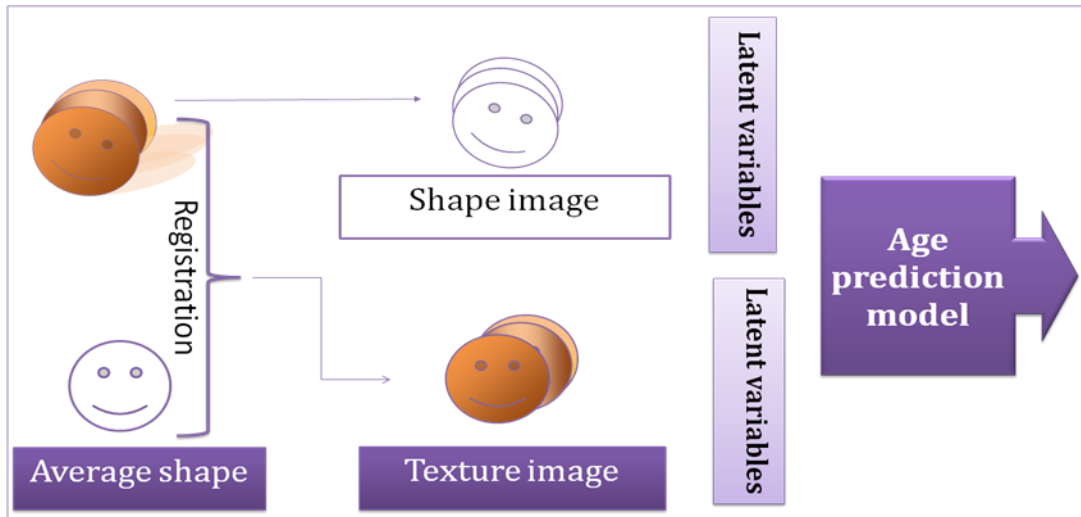 Registration
Average shape
Shape image
Texture image
Latent variables
Latent variables
Age
prediction
model